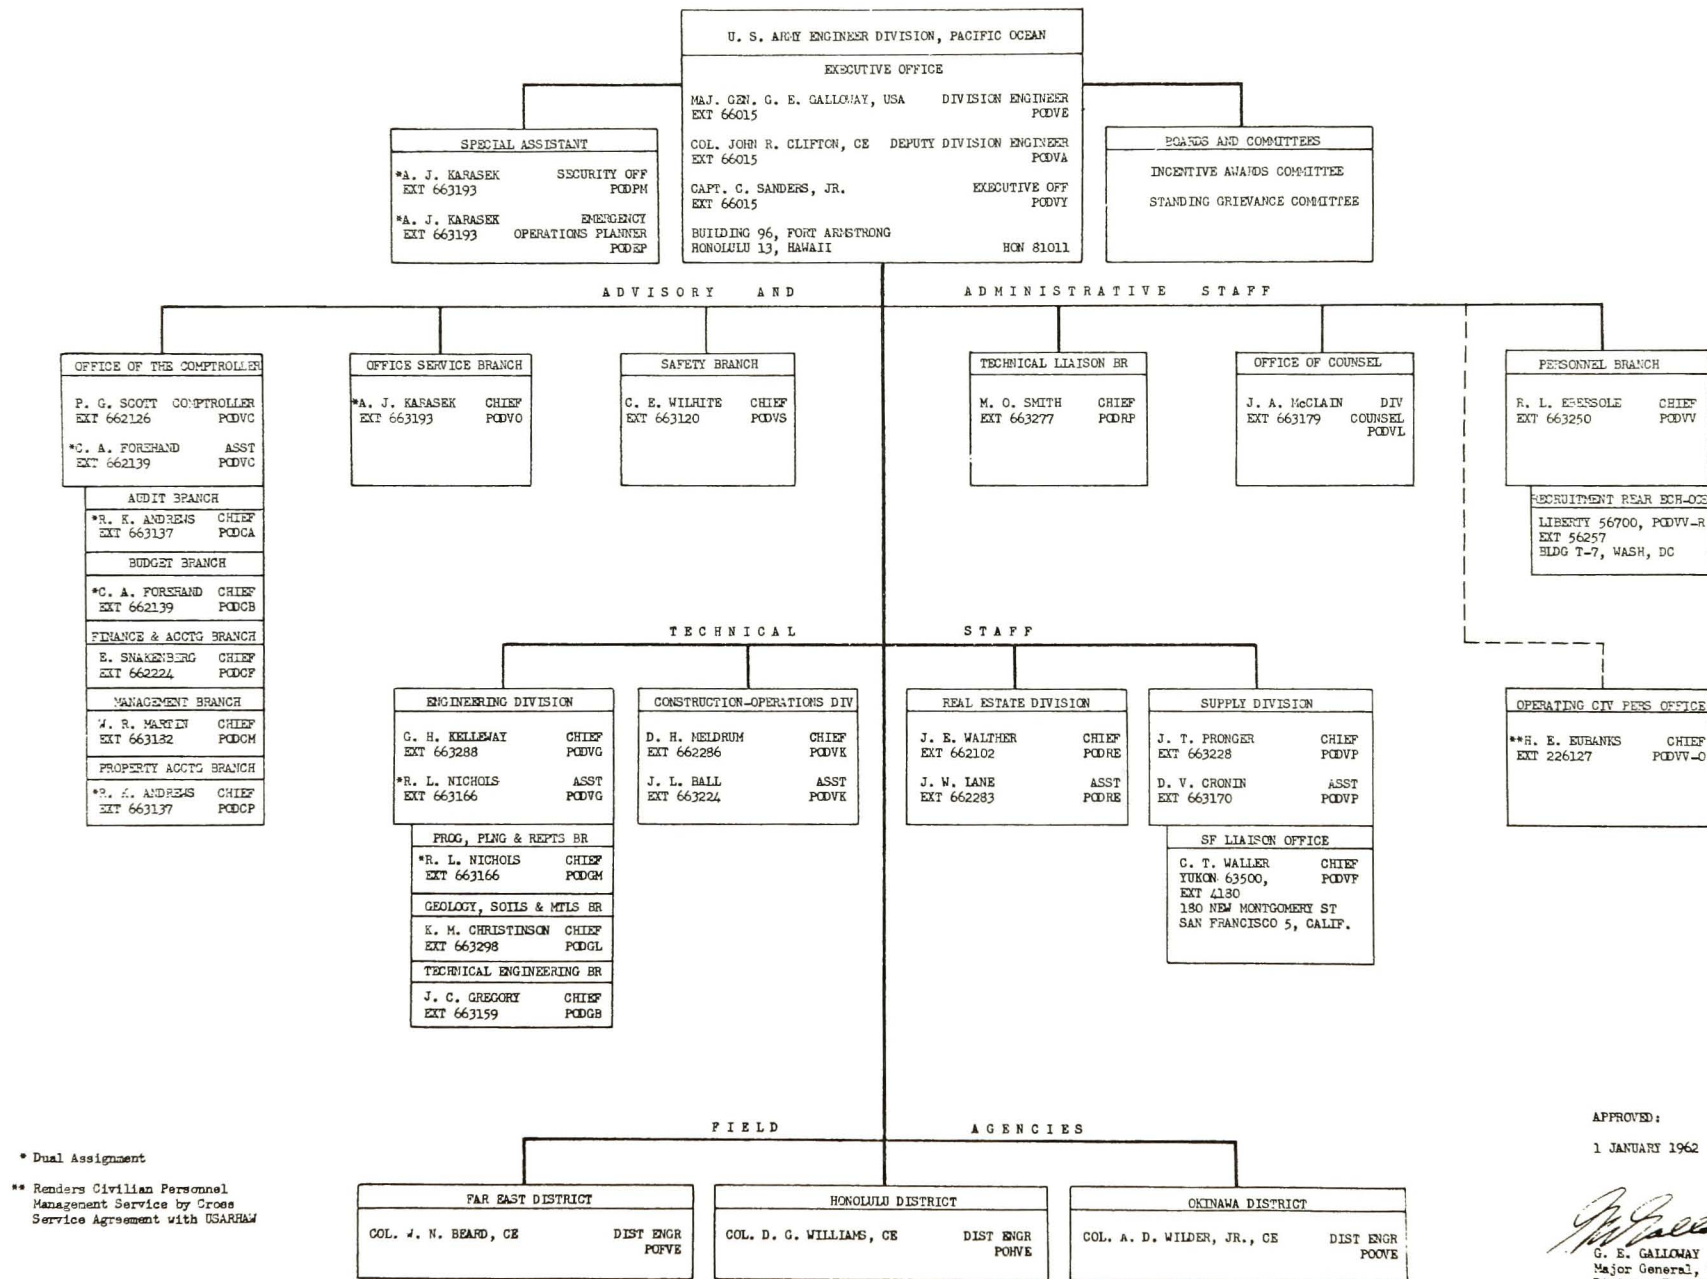 U. S. ARMY ENGINEER DIVISION, PACIFIC OCEAN
EXECUTIVE OFFICE
MAJ. GEN. G. E. GALLOWAY, USA DIVISION ENGINEER
EXT 66015 PODVE
COL. JOHN R. CLIFTON, CE DEPUTY DIVISION ENGINEER
EXT 66015 PODVA
CAPT. C. SANDERS, JR. EXECUTIVE OFF
EXT 66015 PODVY
BUILDING 96, FORT ARMSTRONG
HONOLULU 13, HAWAII HON 81011
SPECIAL ASSISTANT
*A. J. KARASEK SECURITY OFF
EXT 663193 PODPM
*A. J. KARASEK EMERGENCY
EXT 663193 OPERATIONS PLANNER
PODEP
BOARDS AND COMMITTEES
INCENTIVE AWARDS COMMITTEE
STANDING GRIEVANCE COMMITTEE
ADVISORY AND ADMINISTRATIVE STAFF
OFFICE OF THE COMPTROLLER
P. G. SCOTT COMPTROLLER
EXT 662126 PODVC
*C. A. FOREHAND ASST
EXT 662139 PODVC
AUDIT BRANCH
*R. K. ANDREWS CHIEF
EXT 663137 PODCA
BUDGET BRANCH
*C. A. FOREHAND CHIEF
EXT 662139 PODCB
FINANCE & ACCTG BRANCH
E. SNAKENBERG CHIEF
EXT 662224 PODCF
MANAGEMENT BRANCH
W. R. MARTIN CHIEF
EXT 663132 PODCM
PROPERTY ACCTG BRANCH
*R. K. ANDREWS CHIEF
EXT 663137 PODCP
OFFICE SERVICE BRANCH
*A. J. KARASEK CHIEF
EXT 663193 PODVO
SAFETY BRANCH
C. E. WILHITE CHIEF
EXT 663120 PODVS
TECHNICAL LIAISON BR
M. O. SMITH CHIEF
EXT 663277 PODRP
OFFICE OF COUNSEL
J. A. McCLAIN DIV
EXT 663179 COUNSEL
PODVL
PERSONNEL BRANCH
R. L. EBERSOLE CHIEF
EXT 663250 PODVV
RECRUITMENT REAR ECH-OCE
LIBERTY 56700, PODVV-R
EXT 56257
BLDG T-7, WASH, DC
TECHNICAL STAFF
ENGINEERING DIVISION
G. H. KELLEWAY CHIEF
EXT 663288 PODVG
*R. L. NICHOLS ASST
EXT 663166 PODVG
PROG, PLNG & REPTS BR
*R. L. NICHOLS CHIEF
EXT 663166 PODGM
GEOLOGY, SOILS & MTLS BR
K. M. CHRISTINSON CHIEF
EXT 663298 PODGL
TECHNICAL ENGINEERING BR
J. C. GREGORY CHIEF
EXT 663159 PODGB
CONSTRUCTION-OPERATIONS DIV
D. H. MELDRUM CHIEF
EXT 662286 PODVK
J. L. BALL ASST
EXT 663224 PODVK
REAL ESTATE DIVISION
J. E. WALTHER CHIEF
EXT 662102 PODRE
J. W. LANE ASST
EXT 662283 PODRE
SUPPLY DIVISION
J. T. PRONGER CHIEF
EXT 663228 PODVP
D. V. CRONIN ASST
EXT 663170 PODVP
SF LIAISON OFFICE
C. T. WALLER CHIEF
YUKON 63500, PODVF
EXT 4130
180 NEW MONTGOMERY ST
SAN FRANCISCO 5, CALIF.
OPERATING CIV PERS OFFICE
**H. E. EUBANKS CHIEF
EXT 226127 PODVV-O
FIELD AGENCIES
FAR EAST DISTRICT
COL. J. N. BEARD, CE DIST ENGR
POFVE
HONOLULU DISTRICT
COL. D. G. WILLIAMS, CE DIST ENGR
POHVE
OKINAWA DISTRICT
COL. A. D. WILDER, JR., CE DIST ENGR
POOVE
* Dual Assignment
** Renders Civilian Personnel
Management Service by Cross
Service Agreement with USARHAW
APPROVED:
1 JANUARY 1962
G. E. GALLOWAY
Major General,